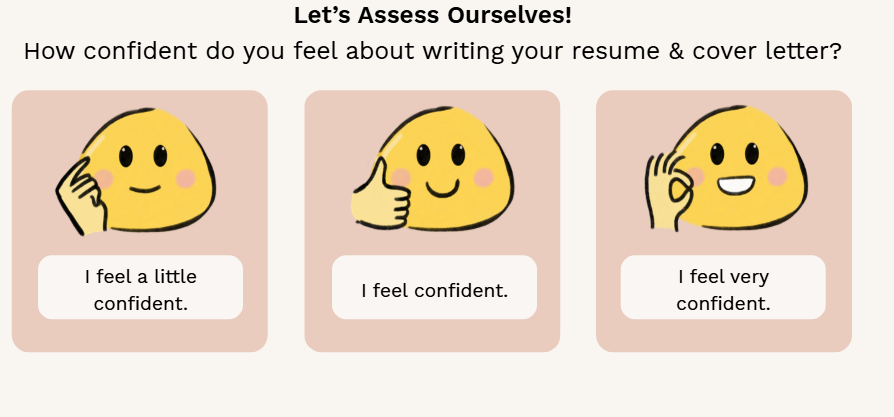 Let’s Assess Ourselves!
How confident do you feel about writing your resume & cover letter?
I feel a little
confident.
I feel confident.
I feel very
confident.